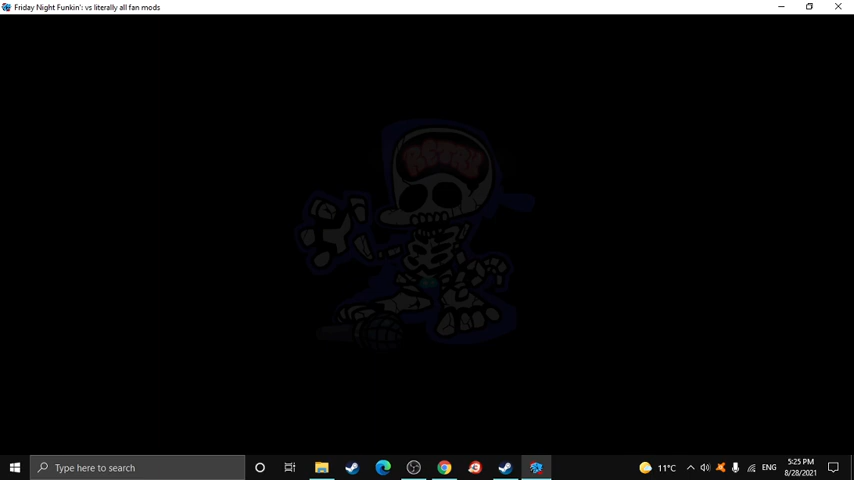 Friday Night Funkin': vs literally all fan mods
RETRY
Type here to search
11°C
ENG
5:25 PM
8/28/2021